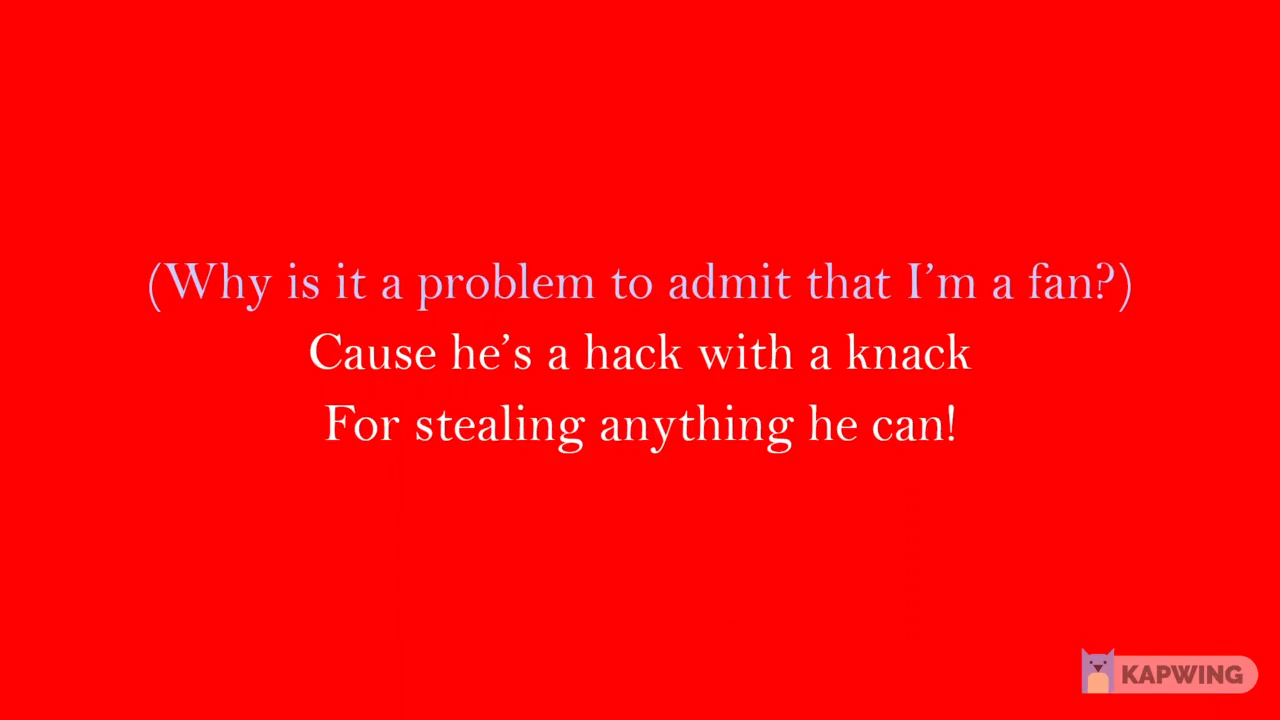 (Why is it a problem to admit that I’m a fan?)
Cause he’s a hack with a knack
For stealing anything he can!
KAPWING